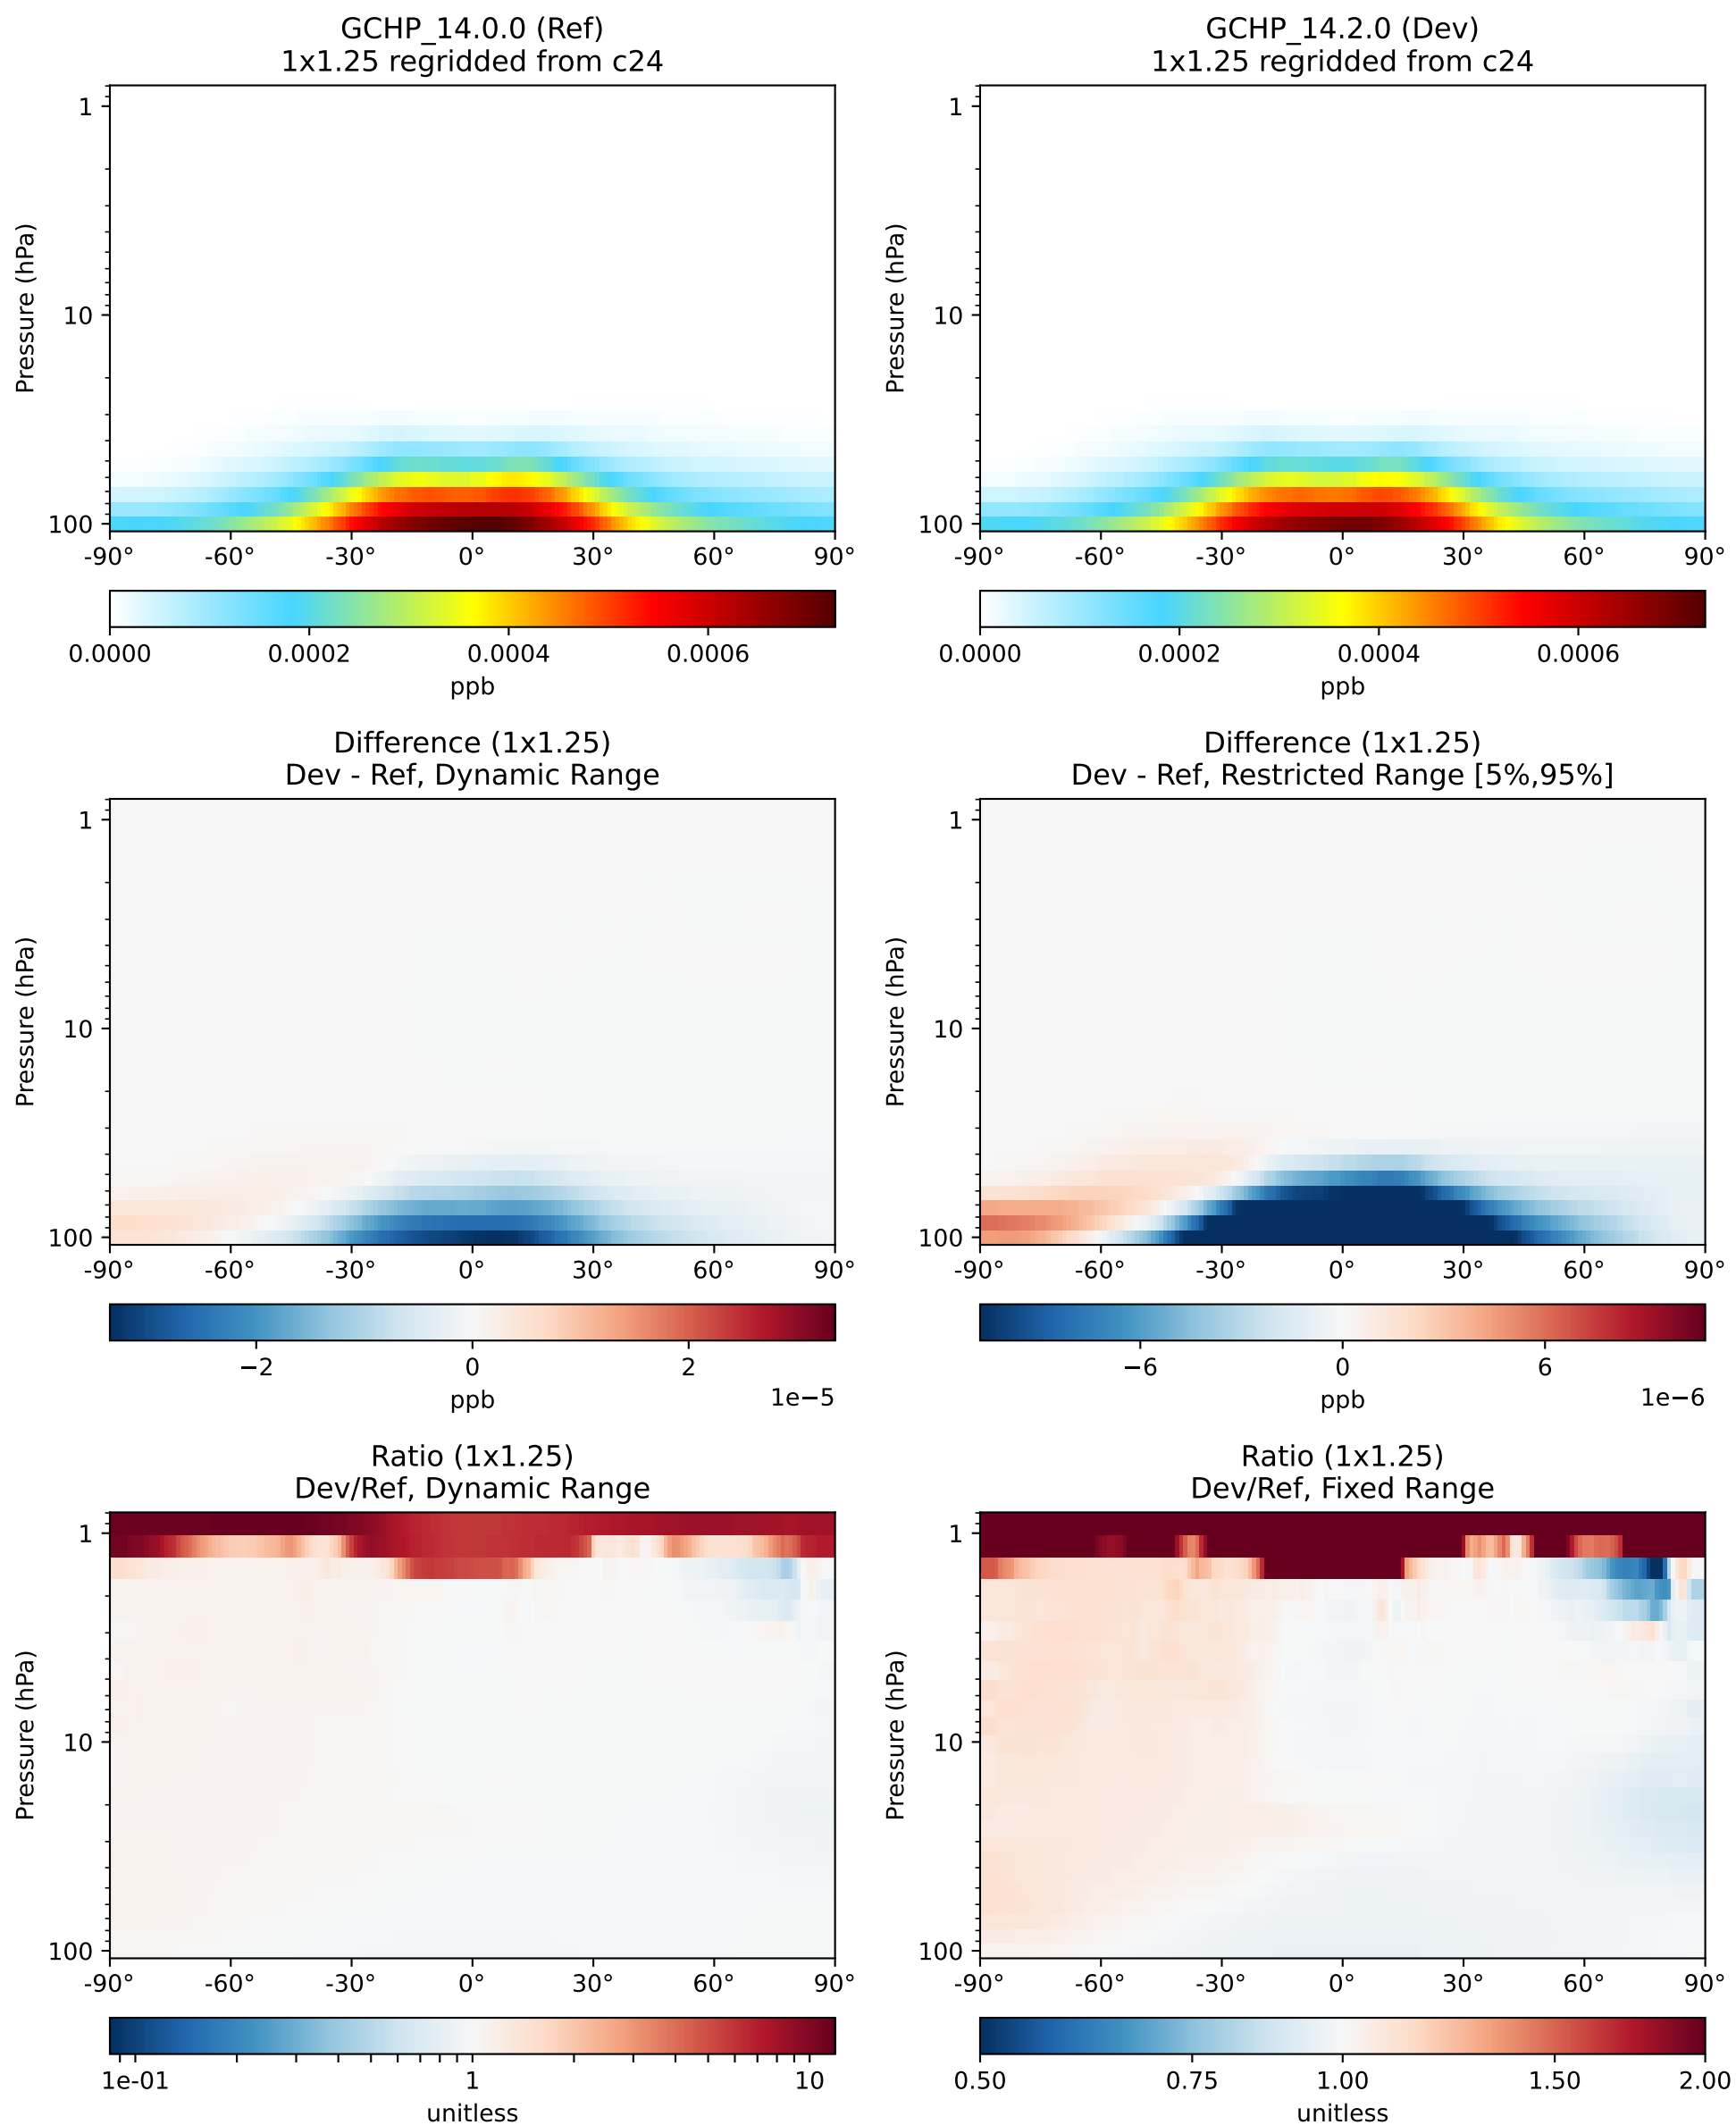 GCHP_14.0.0 (Ref)
1x1.25 regridded from c24
Pressure (hPa)
1
10
100
-90° -60° -30° 0° 30° 60° 90°
0.0000 0.0002 0.0004 0.0006
ppb
GCHP_14.2.0 (Dev)
1x1.25 regridded from c24
Pressure (hPa)
1
10
100
-90° -60° -30° 0° 30° 60° 90°
0.0000 0.0002 0.0004 0.0006
ppb
Difference (1x1.25)
Dev - Ref, Dynamic Range
Pressure (hPa)
1
10
100
-90° -60° -30° 0° 30° 60° 90°
−2 0 2
ppb
1e−5
Difference (1x1.25)
Dev - Ref, Restricted Range [5%,95%]
Pressure (hPa)
1
10
100
-90° -60° -30° 0° 30° 60° 90°
−6 0 6
ppb
1e−6
Ratio (1x1.25)
Dev/Ref, Dynamic Range
Pressure (hPa)
1
10
100
-90° -60° -30° 0° 30° 60° 90°
1e-01 1 10
unitless
Ratio (1x1.25)
Dev/Ref, Fixed Range
Pressure (hPa)
1
10
100
-90° -60° -30° 0° 30° 60° 90°
0.50 0.75 1.00 1.50 2.00
unitless